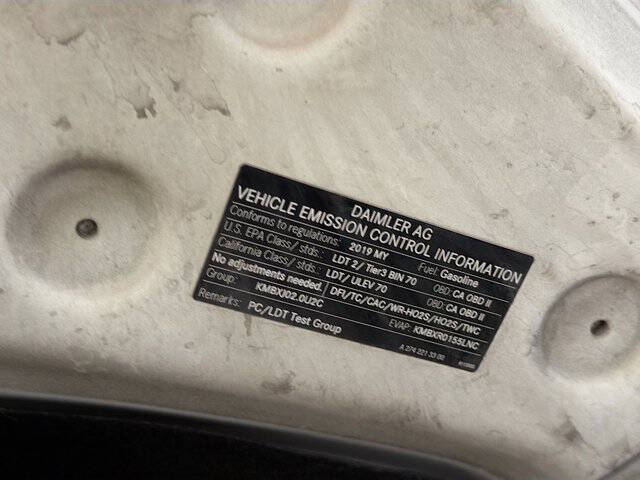 DAIMLER AG
VEHICLE EMISSION CONTROL INFORMATION
Conforms to regulations: 2019 MY Fuel: Gasoline
U.S. EPA Class/ stds.: LDT 2/ Tier3 BIN 70 OBD: CA OBD II
California Class/ stds.: LDT/ ULEV 70 OBD: CA OBD II
No adjustments needed. DFI/TC/CAC/WR-HO2S/HO2S/TWC
Group: KMBXJ02.0U2C EVAP: KMBXR0155LNC
Remarks: PC/LDT Test Group
A 274 221 33 00